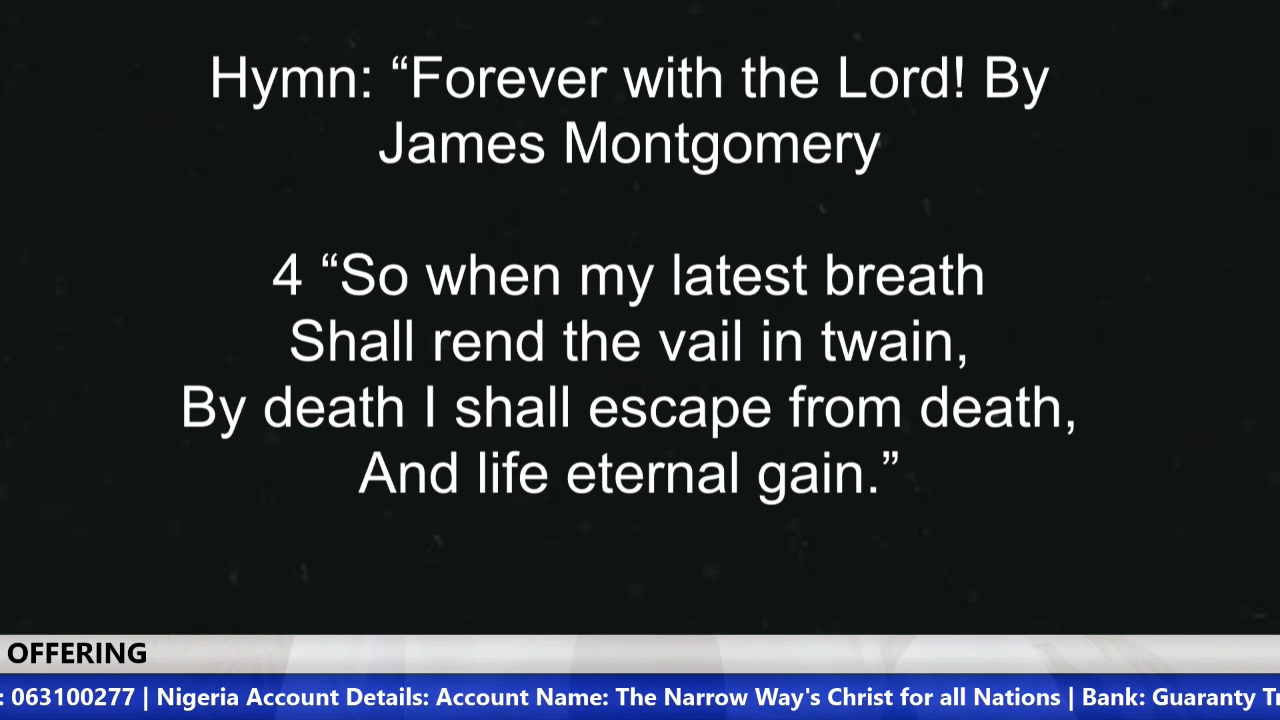 Hymn: “Forever with the Lord! By
James Montgomery
4 “So when my latest breath
Shall rend the vail in twain,
By death I shall escape from death,
And life eternal gain.”
OFFERING
: 063100277 | Nigeria Account Details: Account Name: The Narrow Way's Christ for all Nations | Bank: Guaranty